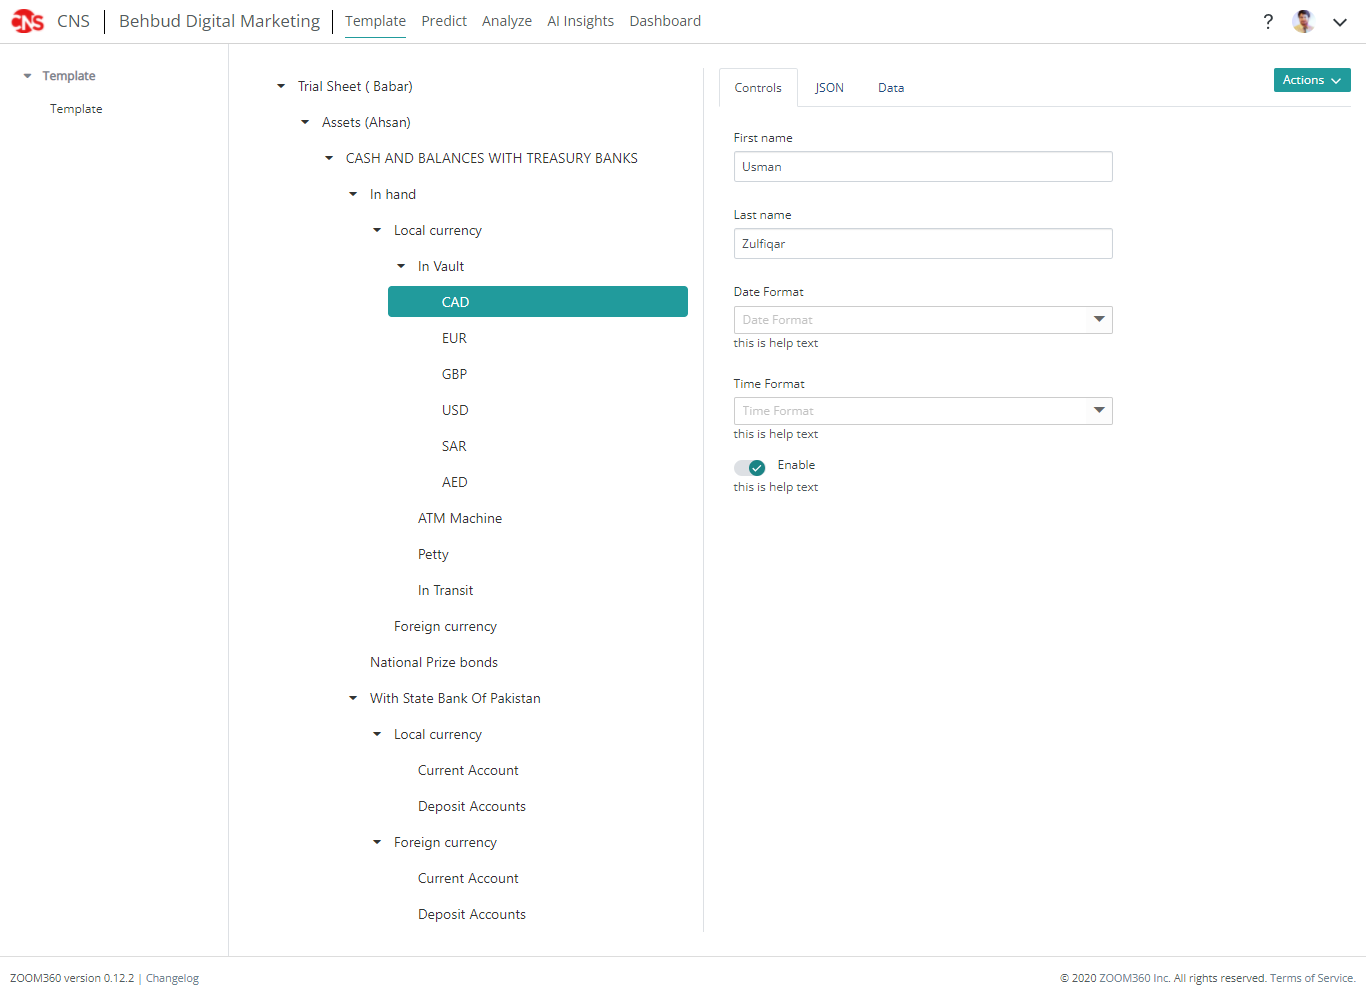 CNS CNS Behbud Digital Marketing Template Predict Analyze AI Insights Dashboard ?
Template
Template
Trial Sheet ( Babar)
Assets (Ahsan)
CASH AND BALANCES WITH TREASURY BANKS
In hand
Local currency
In Vault
CAD
EUR
GBP
USD
SAR
AED
ATM Machine
Petty
In Transit
Foreign currency
National Prize bonds
With State Bank Of Pakistan
Local currency
Current Account
Deposit Accounts
Foreign currency
Current Account
Deposit Accounts
Controls JSON Data Actions
First name
Usman
Last name
Zulfiqar
Date Format
Date Format
this is help text
Time Format
Time Format
this is help text
Enable
this is help text
ZOOM360 version 0.12.2 | Changelog © 2020 ZOOM360 Inc. All rights reserved. Terms of Service.